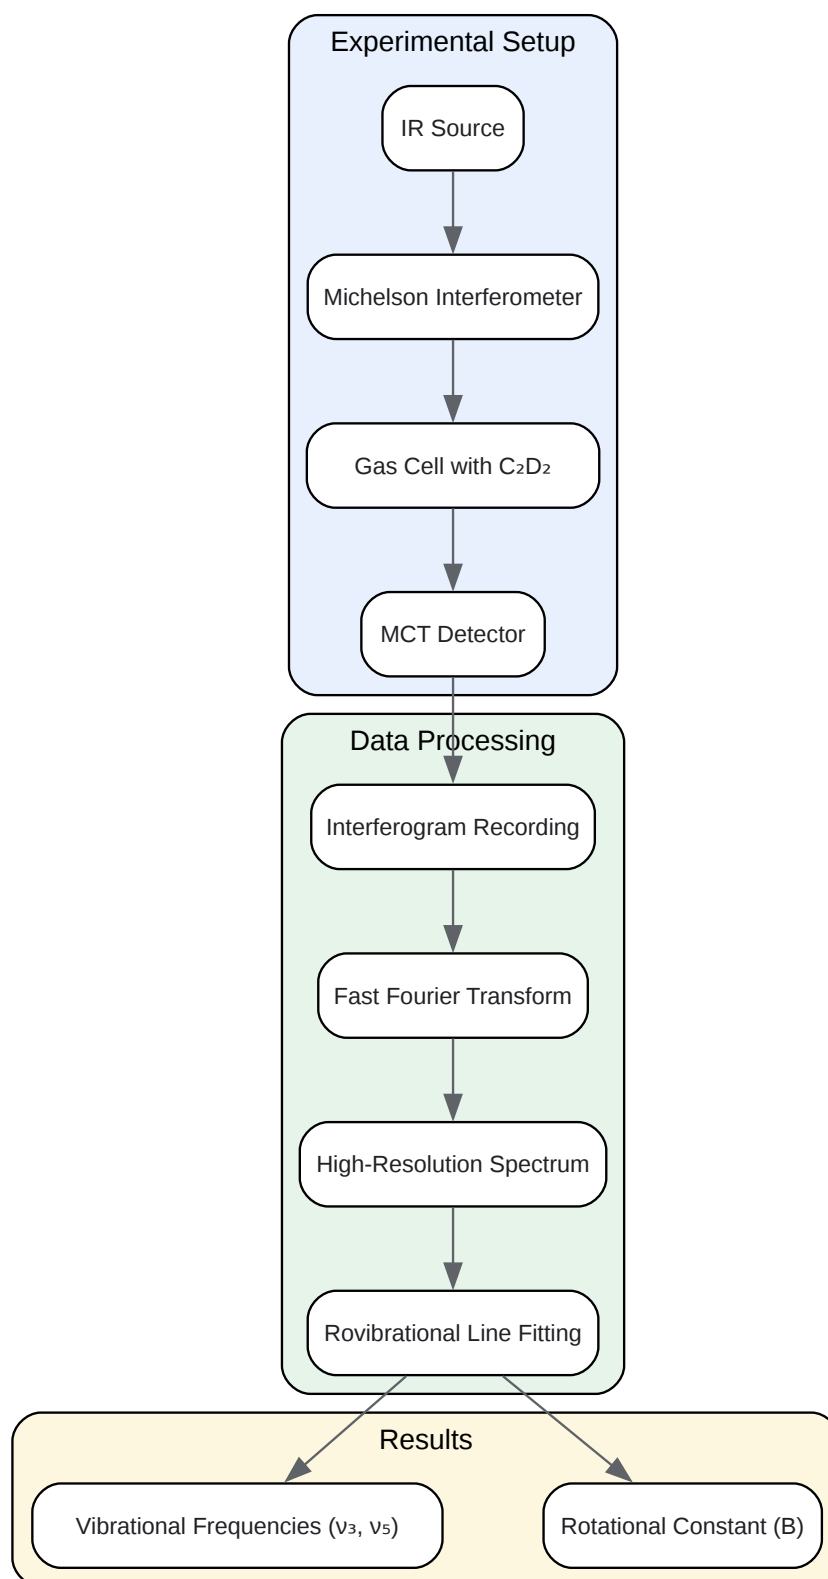 Experimental Setup
IR Source
Michelson Interferometer
Gas Cell with C₂D₂
MCT Detector
Data Processing
Interferogram Recording
Fast Fourier Transform
High-Resolution Spectrum
Rovibrational Line Fitting
Results
Vibrational Frequencies (ν₃, ν₅)
Rotational Constant (B)